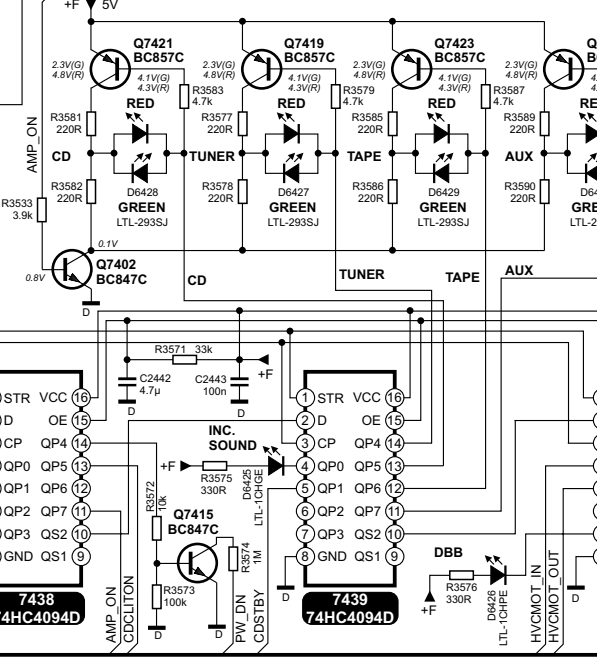 +F 5V
Q7421
BC857C
Q7419
BC857C
Q7423
BC857C
2.3V(G)
4.8V(R)
2.3V(G)
4.8V(R)
2.3V(G)
4.8V(R)
2.3V(G)
4.8V(R)
4.1V(G)
4.3V(R)
4.1V(G)
4.3V(R)
4.1V(G)
4.3V(R)
R3583
4.7k
R3579
4.7k
R3587
4.7k
RED
RED
RED
R3581
220R
R3577
220R
R3585
220R
R3589
220R
AMP_ON
CD
TUNER
TAPE
AUX
R3582
220R
R3578
220R
R3586
220R
R3590
220R
D6428
GREEN
LTL-293SJ
D6427
GREEN
LTL-293SJ
D6429
GREEN
LTL-293SJ
R3533
3.9k
0.1V
0.8V
Q7402
BC847C
D
CD
TUNER
TAPE
AUX
R3571 33k
+F
C2442
4.7µ
C2443
100n
D
D
STR VCC 16
D OE 15
CP QP4 14
QP0 QP5 13
QP1 QP6 12
QP2 QP7 11
QP3 QS2 10
GND QS1 9
7438
74HC4094D
1 STR VCC 16
2 D OE 15
3 CP QP4 14
4 QP0 QP5 13
5 QP1 QP6 12
6 QP2 QP7 11
7 QP3 QS2 10
8 GND QS1 9
7439
74HC4094D
INC.
SOUND
+F
R3575
330R
D6425
LTL-1CHGE
R3572
10k
Q7415
BC847C
R3574
1M
R3573
100k
D
D
D
AMP_ON
CDCLITON
PW_DN
CDSTBY
DBB
+F
R3576
330R
D6426
LTL-1CHPE
HVCMOT_IN
HVCMOT_OUT
D